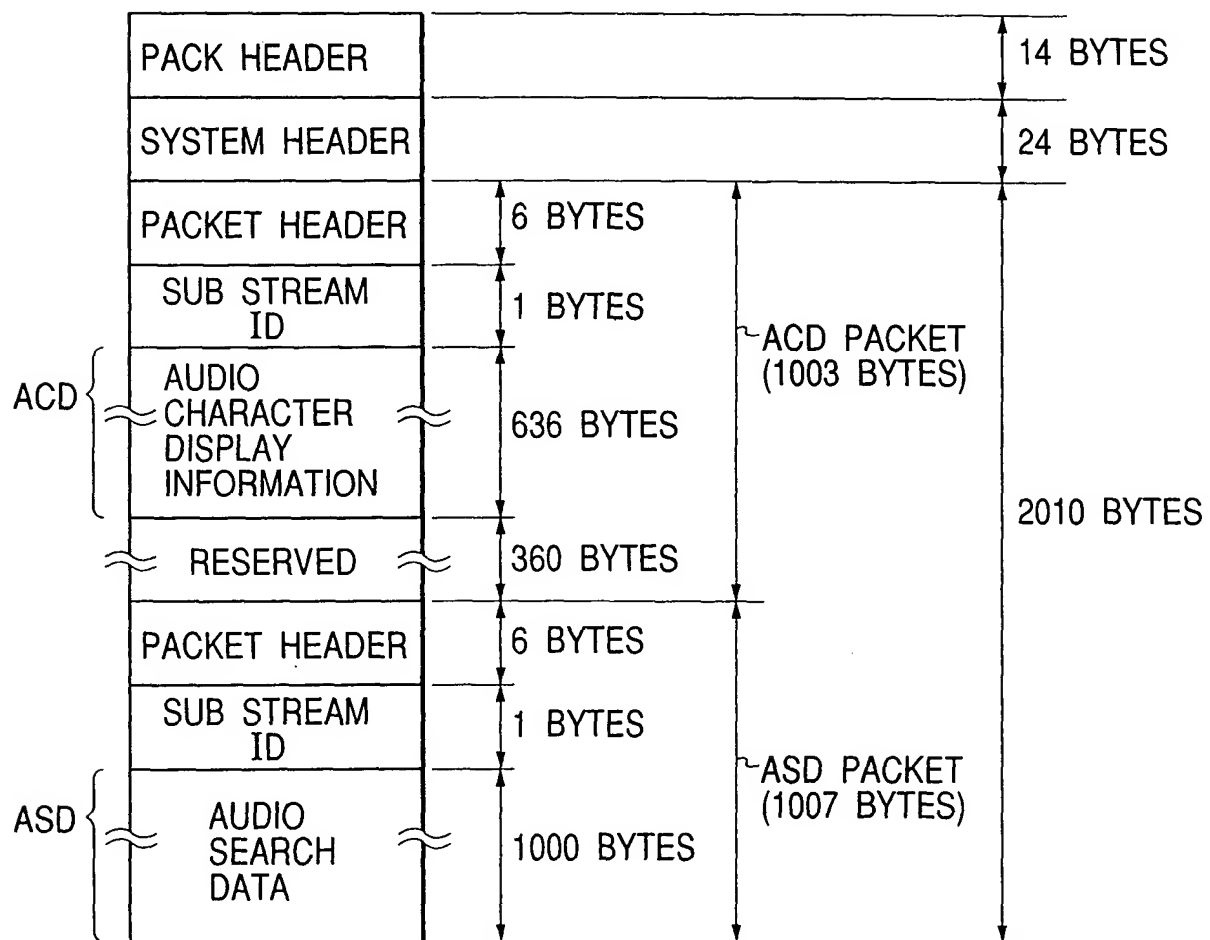 PACK HEADER
14 BYTES
SYSTEM HEADER
24 BYTES
PACKET HEADER
6 BYTES
SUB STREAM
ID
1 BYTES
ACD
AUDIO
CHARACTER
DISPLAY
INFORMATION
636 BYTES
ACD PACKET
(1003 BYTES)
2010 BYTES
RESERVED
360 BYTES
PACKET HEADER
6 BYTES
SUB STREAM
ID
1 BYTES
ASD PACKET
(1007 BYTES)
ASD
AUDIO
SEARCH
DATA
1000 BYTES